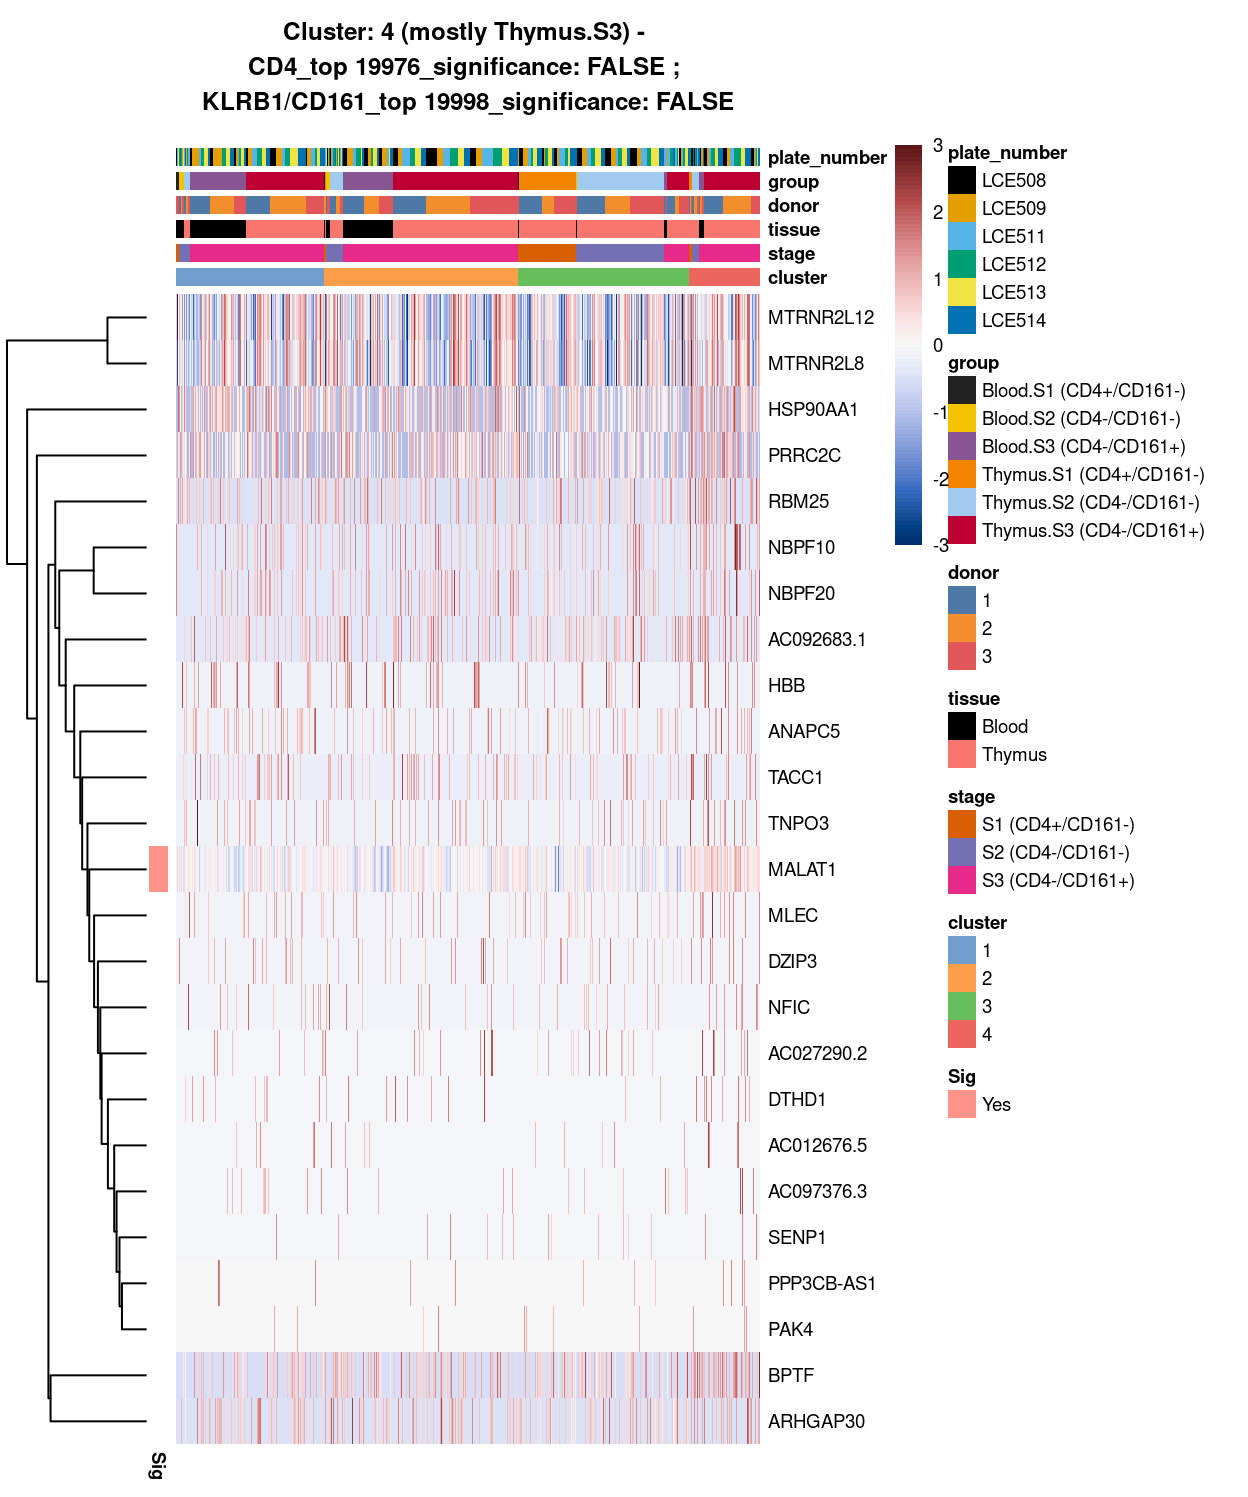 Cluster: 4 (mostly Thymus.S3) -
CD4_top 19976_significance: FALSE ;
KLRB1/CD161_top 19998_significance: FALSE
plate_number
group
donor
tissue
stage
cluster
MTRNR2L12
MTRNR2L8
HSP90AA1
PRRC2C
RBM25
NBPF10
NBPF20
AC092683.1
HBB
ANAPC5
TACC1
TNPO3
MALAT1
MLEC
DZIP3
NFIC
AC027290.2
DTHD1
AC012676.5
AC097376.3
SENP1
PPP3CB-AS1
PAK4
BPTF
ARHGAP30
Sig
3
2
1
0
-1
-2
-3
plate_number
LCE508
LCE509
LCE511
LCE512
LCE513
LCE514
group
Blood.S1 (CD4+/CD161-)
Blood.S2 (CD4-/CD161-)
Blood.S3 (CD4-/CD161+)
Thymus.S1 (CD4+/CD161-)
Thymus.S2 (CD4-/CD161-)
Thymus.S3 (CD4-/CD161+)
donor
1
2
3
tissue
Blood
Thymus
stage
S1 (CD4+/CD161-)
S2 (CD4-/CD161-)
S3 (CD4-/CD161+)
cluster
1
2
3
4
Sig
Yes